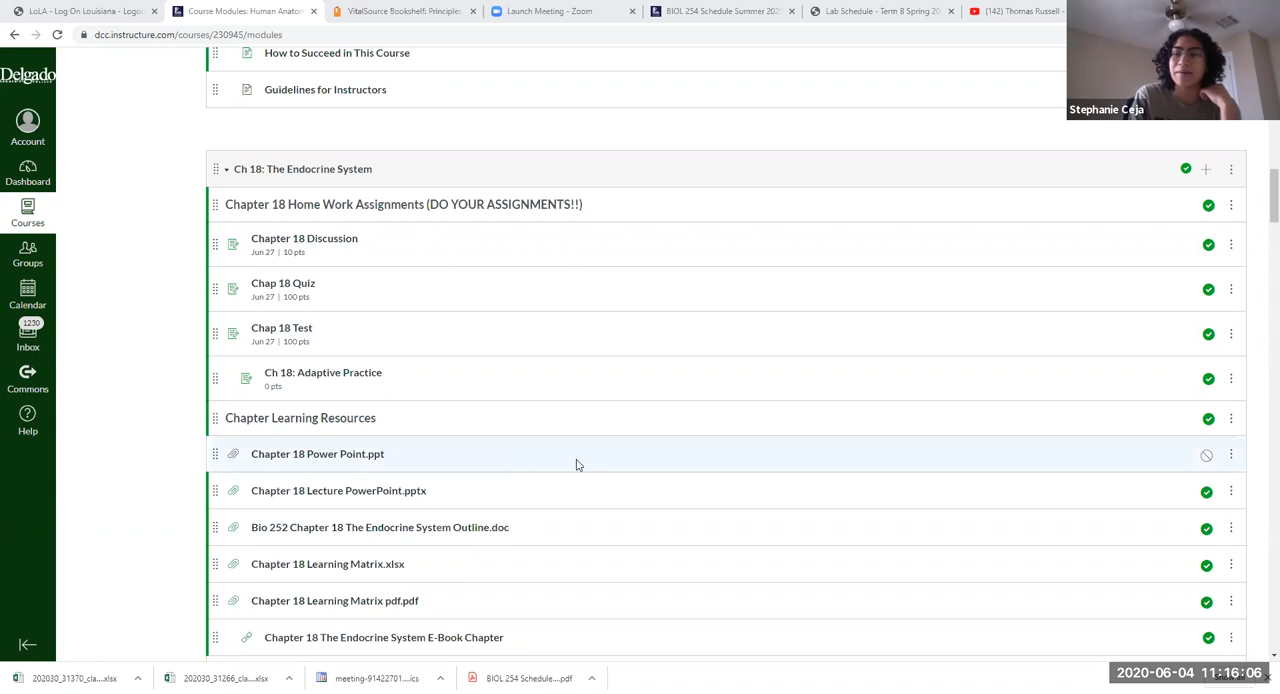 LoLA - Log On Louisiana - Logou
Course Modules: Human Anaton
VitalSource Bookshelf: Principles
Launch Meeting - Zoom
BIOL 254 Schedule Summer 202
Lab Schedule - Term B Spring 20
(142) Thomas Russell -
dcc.instructure.com/courses/230945/modules
Stephanie Ceja
Delgado
Account
Dashboard
Courses
Groups
Calendar
1230
Inbox
Commons
Help
How to Succeed in This Course
Guidelines for Instructors
Ch 18: The Endocrine System
Chapter 18 Home Work Assignments (DO YOUR ASSIGNMENTS!!)
Chapter 18 Discussion
Jun 27 | 10 pts
Chap 18 Quiz
Jun 27 | 100 pts
Chap 18 Test
Jun 27 | 100 pts
Ch 18: Adaptive Practice
0 pts
Chapter Learning Resources
Chapter 18 Power Point.ppt
Chapter 18 Lecture PowerPoint.pptx
Bio 252 Chapter 18 The Endocrine System Outline.doc
Chapter 18 Learning Matrix.xlsx
Chapter 18 Learning Matrix pdf.pdf
Chapter 18 The Endocrine System E-Book Chapter
202030_31370_cla....xlsx
202030_31266_cla....xlsx
meeting-91422701....ics
BIOL 254 Schedule....pdf
2020-06-04 11:16:06